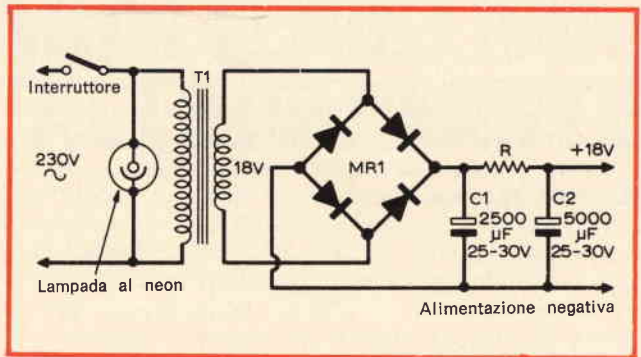 Interruttore
230V
Lampada al neon
T1
18V
MR1
R
+18V
C1
2500
µF
25-30V
C2
5000
µF
25-30V
Alimentazione negativa